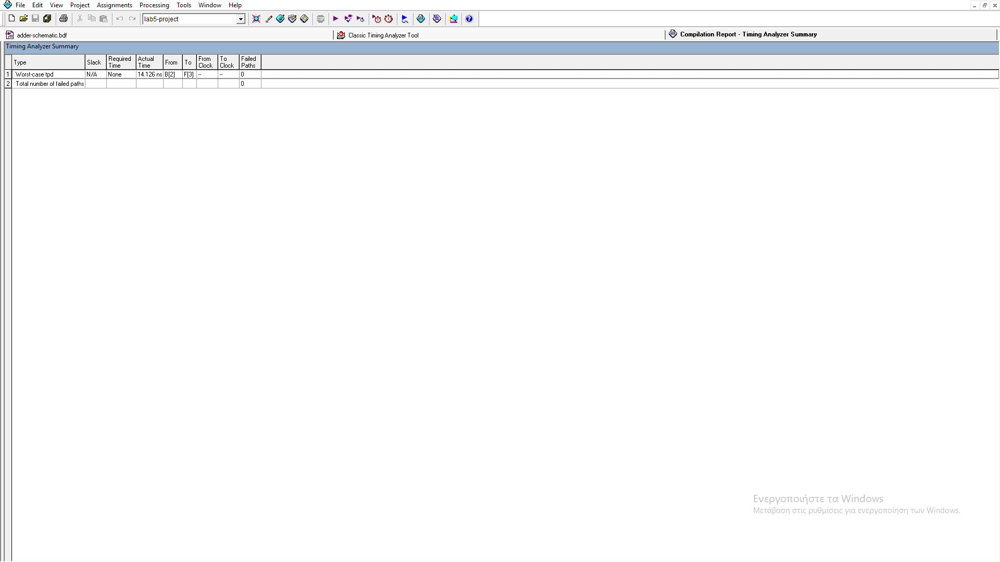 File Edit View Project Assignments Processing Tools Window Help
lab5-project
STOP
adder-schematic.bdf
Classic Timing Analyzer Tool
Compilation Report - Timing Analyzer Summary
Timing Analyzer Summary
Type Slack Required Time Actual Time From To From Clock To Clock Failed Paths
1 Worst-case tpd N/A None 14.126 ns B[2] F[3] -- -- 0
2 Total number of failed paths 0
Ενεργοποιήστε τα Windows
Μετάβαση στις ρυθμίσεις για ενεργοποίηση των Windows.